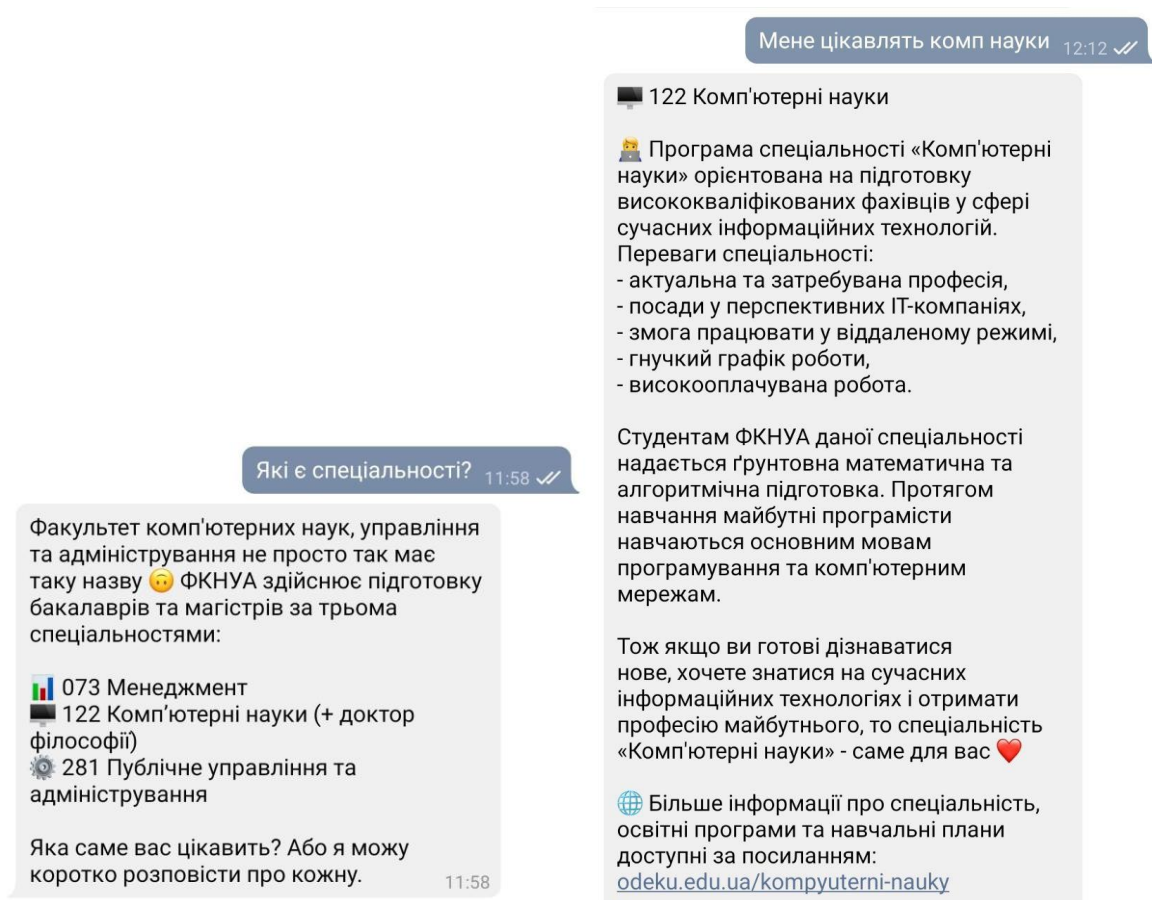 Які є спеціальності? 11:58
Факультет комп'ютерних наук, управління
та адміністрування не просто так має
таку назву 🙃 ФКНУА здійснює підготовку
бакалаврів та магістрів за трьома
спеціальностями:
📊 073 Менеджмент
🖥️ 122 Комп’ютерні науки (+ доктор
філософії)
⚙️ 281 Публічне управління та
адміністрування
Яка саме вас цікавить? Або я можу
коротко розповісти про кожну. 11:58
Мене цікавлять комп науки 12:12
🖥️ 122 Комп'ютерні науки
🧑‍💻 Програма спеціальності «Комп'ютерні
науки» орієнтована на підготовку
висококваліфікованих фахівців у сфері
сучасних інформаційних технологій.
Переваги спеціальності:
- актуальна та затребувана професія,
- посади у перспективних ІТ-компаніях,
- змога працювати у віддаленому режимі,
- гнучкий графік роботи,
- високооплачувана робота.
Студентам ФКНУА даної спеціальності
надається ґрунтовна математична та
алгоритмічна підготовка. Протягом
навчання майбутні програмісти
навчаються основним мовам
програмування та комп'ютерним
мережам.
Тож якщо ви готові дізнаватися
нове, хочете знатися на сучасних
інформаційних технологіях і отримати
професію майбутнього, то спеціальність
«Комп'ютерні науки» - саме для вас ❤️
🌐 Більше інформації про спеціальність,
освітні програми та навчальні плани
доступні за посиланням:
odeku.edu.ua/kompyuterni-nauky